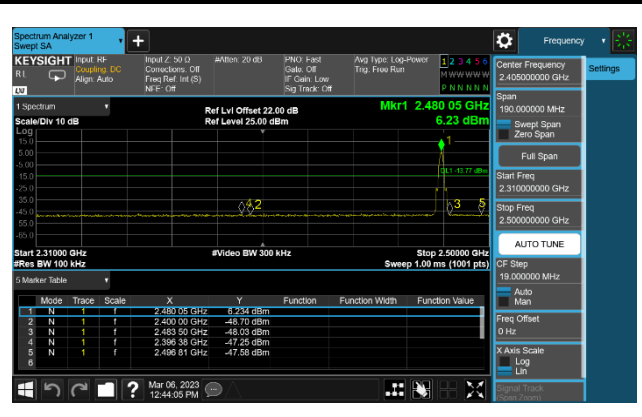 Spectrum Analyzer 1
Swept SA
Frequency
KEYSIGHT
RL
LXI
Input: RF
Coupling: DC
Align: Auto
Input Z: 50 Ω
Corrections: Off
Freq Ref: Int (S)
NFE: Off
#Atten: 20 dB
PNO: Fast
Gate: Off
IF Gain: Low
Sig Track: Off
Avg Type: Log-Power
Trig: Free Run
1 2 3 4 5 6
M W W W W W
P N N N N N
1 Spectrum
Scale/Div 10 dB
Ref Lvl Offset 22.00 dB
Ref Level 25.00 dBm
Mkr1 2.480 05 GHz
6.23 dBm
Log
15.0
5.00
-5.00
-15.0
-25.0
-35.0
-45.0
-55.0
-65.0
1
DL1 -13.77 dBm
4 2
3
5
Start 2.31000 GHz
#Res BW 100 kHz
#Video BW 300 kHz
Stop 2.50000 GHz
Sweep 1.00 ms (1001 pts)
5 Marker Table
Mode Trace Scale X Y Function Function Width Function Value
1 N 1 f 2.480 05 GHz 6.234 dBm
2 N 1 f 2.400 00 GHz -48.70 dBm
3 N 1 f 2.483 50 GHz -48.03 dBm
4 N 1 f 2.396 38 GHz -47.25 dBm
5 N 1 f 2.496 81 GHz -47.58 dBm
6
Mar 06, 2023
12:44:05 PM
Center Frequency
2.405000000 GHz
Settings
Span
190.000000 MHz
Swept Span
Zero Span
Full Span
Start Freq
2.310000000 GHz
Stop Freq
2.500000000 GHz
AUTO TUNE
CF Step
19.000000 MHz
Auto
Man
Freq Offset
0 Hz
X Axis Scale
Log
Lin
Signal Track
(Span Zoom)